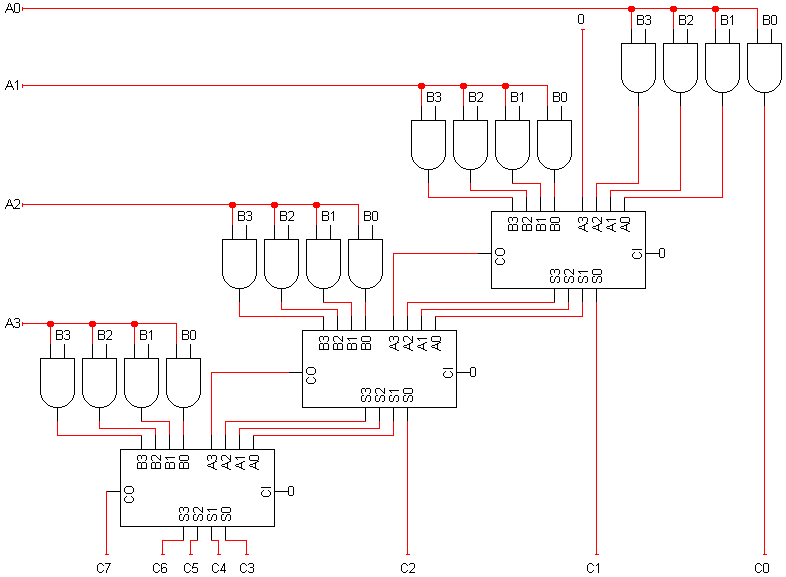 A0
0 B3 B2 B1 B0
A1
B3 B2 B1 B0
A2
B3 B2 B1 B0
B3 B2 B1 B0 A3 A2 A1 A0
CO CI 0
S3 S2 S1 S0
A3
B3 B2 B1 B0
B3 B2 B1 B0 A3 A2 A1 A0
CO CI 0
S3 S2 S1 S0
B3 B2 B1 B0 A3 A2 A1 A0
CO CI 0
S3 S2 S1 S0
C7 C6 C5 C4 C3 C2 C1 C0